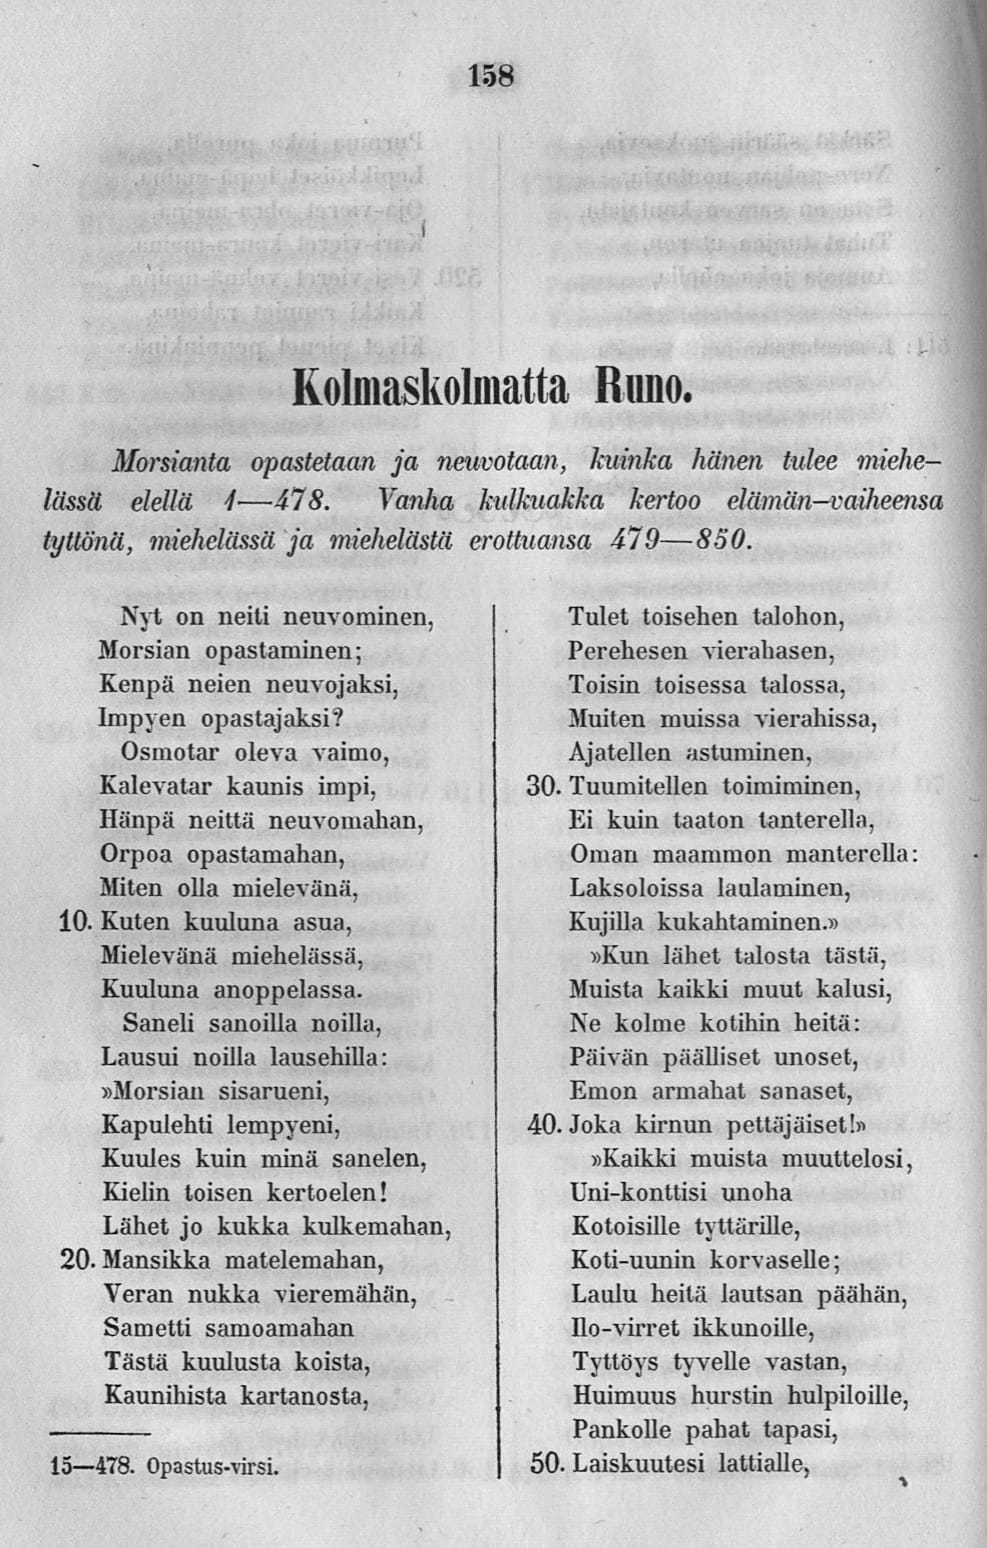 158
Kolmaskolmatta Runo.
Morsianta opastetaan ja neuvotaan, kuinka hänen tulee miehe-
lässä elellä 1—478. Vanha kulkuakka kertoo elämän-vaiheensa
tyttönä, miehelässä ja miehelästä erottuansa 479—850.
Nyt on neiti neuvominen,
Morsian opastaminen;
Kenpä neien neuvojaksi,
Impyen opastajaksi?
Osmotar oleva vaimo,
Kalevatar kaunis impi,
Hänpä neittä neuvomahan,
Orpoa opastamahan,
Miten olla mielevänä,
10. Kuten kuuluna asua,
Mielevänä miehelässä,
Kuuluna anoppelassa.
Saneli sanoilla noilla,
Lausui noilla lausehilla:
»Morsian sisarueni,
Kapulehti lempyeni,
Kuules kuin minä sanelen,
Kielin toisen kertoelen!
Lähet jo kukka kulkemahan,
20. Mansikka matelemahan,
Veran nukka vieremähän,
Sametti samoamahan
Tästä kuulusta koista,
Kaunihista kartanosta,
15—478. Opastus-virsi.
Tulet toisehen talohon,
Perehesen vierahasen,
Toisin toisessa talossa,
Muiten muissa vierahissa,
Ajatellen astuminen,
30. Tuumitellen toimiminen,
Ei kuin taaton tanterella,
Oman maammon manterella:
Laksoloissa laulaminen,
Kujilla kukahtaminen.»
»Kun lähet talosta tästä,
Muista kaikki muut kalusi,
Ne kolme kotihin heitä:
Päivän päälliset unoset,
Emon armahat sanaset,
40. Joka kirnun pettäjäiset!»
»Kaikki muista muuttelosi,
Uni-konttisi unoha
Kotoisille tyttärille,
Koti-uunin korvaselle;
Laulu heitä lautsan päähän,
Ilo-virret ikkunoille,
Tyttöys tyvelle vastan,
Huimuus hurstin hulpiloille,
Pankolle pahat tapasi,
50. Laiskuutesi lattialle,